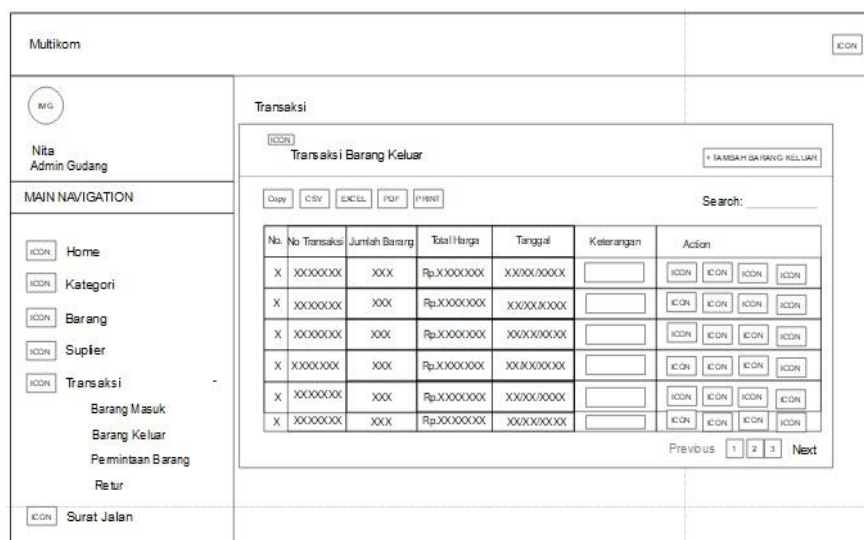 Multikom
ICON
IMG
Nita
Admin Gudang
MAIN NAVIGATION
ICON Home
ICON Kategori
ICON Barang
ICON Suplier
ICON Transaksi -
Barang Masuk
Barang Keluar
Permintaan Barang
Retur
ICON Surat Jalan
Transaksi
ICON
Transaksi Barang Keluar
+ TAMBAH BARANG KELUAR
Copy CSV EXCEL PDF PRINT
Search:
No. No Transaksi Jumlah Barang Total Harga Tanggal Keterangan Action
X XXXXXXX XXX Rp.XXXXXXX XX/XX/XXXX ICON ICON ICON ICON
X XXXXXXX XXX Rp.XXXXXXX XX/XX/XXXX ICON ICON ICON ICON
X XXXXXXX XXX Rp.XXXXXXX XX/XX/XXXX ICON ICON ICON ICON
X XXXXXXX XXX Rp.XXXXXXX XX/XX/XXXX ICON ICON ICON ICON
X XXXXXXX XXX Rp.XXXXXXX XX/XX/XXXX ICON ICON ICON ICON
X XXXXXXX XXX Rp.XXXXXXX XX/XX/XXXX ICON ICON ICON ICON
Previous 1 2 3 Next